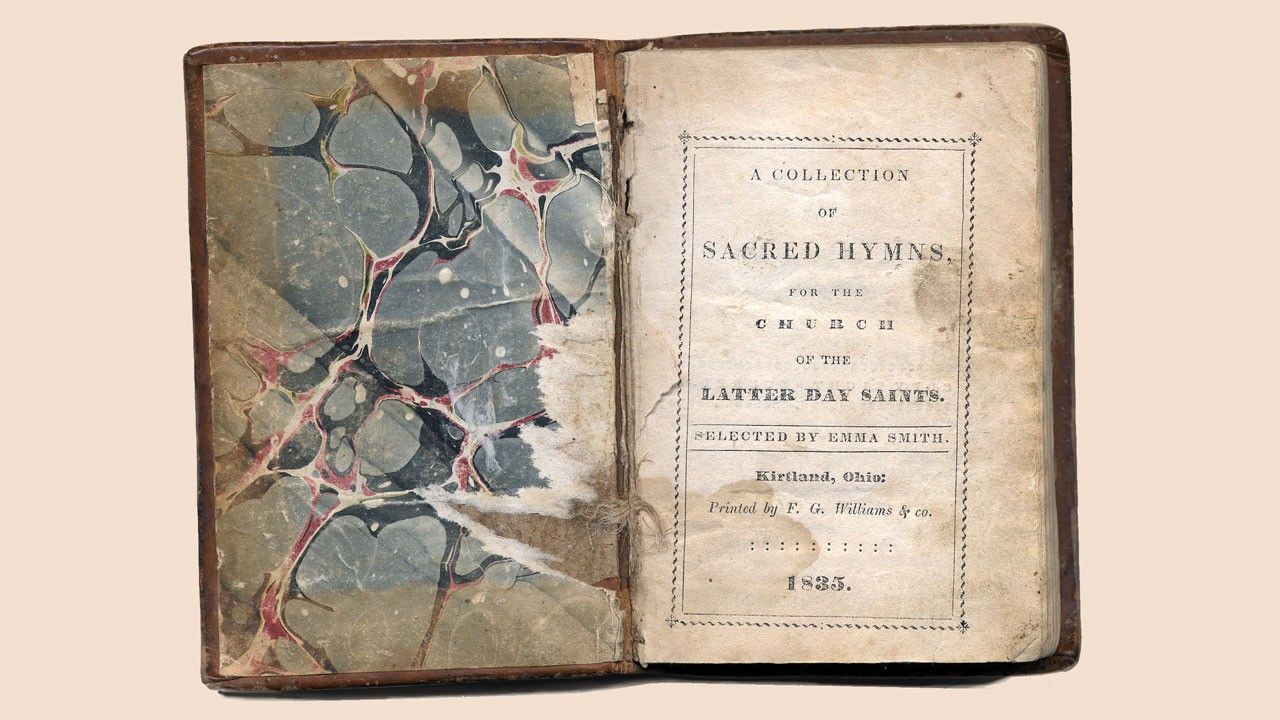 A COLLECTION
OF
SACRED HYMNS,
FOR THE
CHURCH
OF THE
LATTER DAY SAINTS.
SELECTED BY EMMA SMITH.
Kirtland, Ohio:
Printed by F. G. Williams & co.
: : : : : : : : : :
1835.